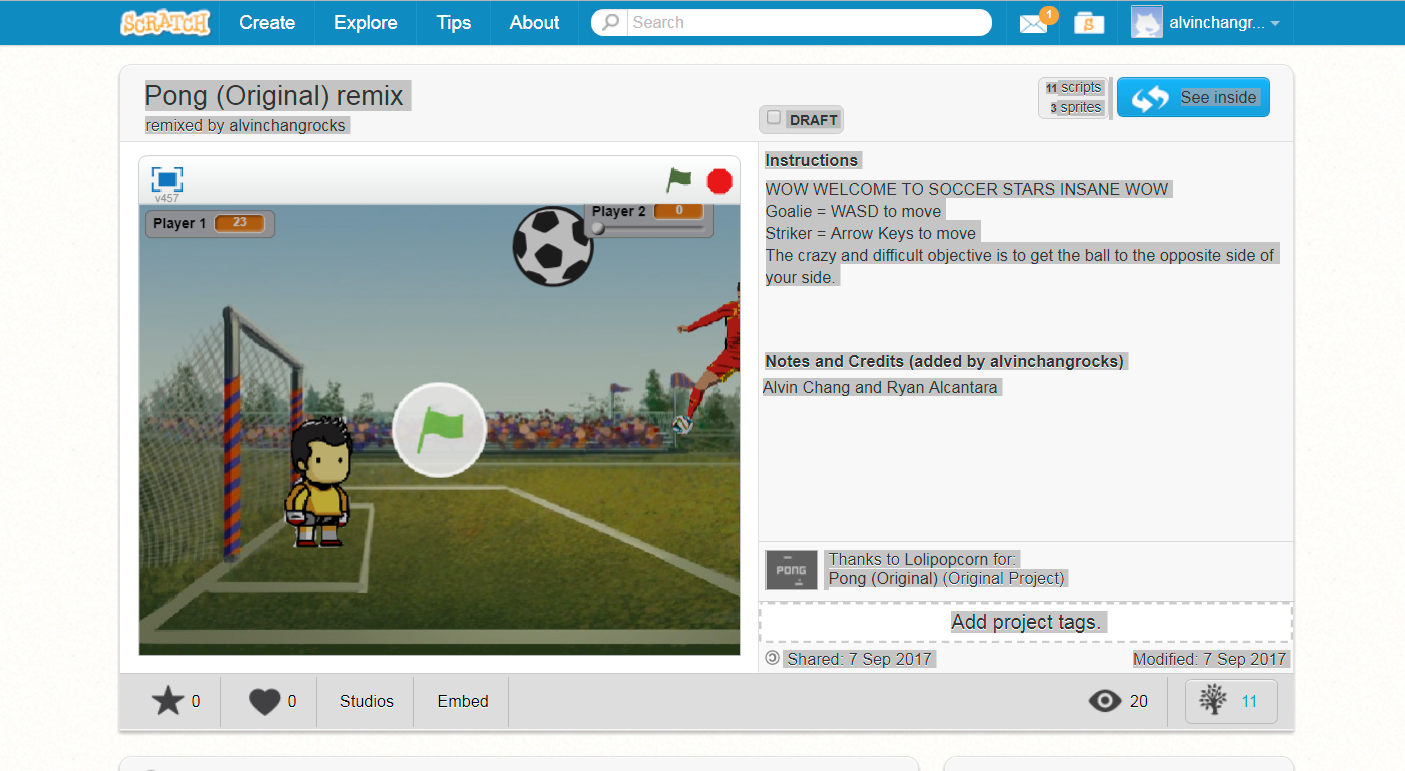 SCRATCH Create Explore Tips About Search 1 S alvinchangr...
Pong (Original) remix
remixed by alvinchangrocks
DRAFT
11 scripts
3 sprites
See inside
v457
Player 1 23
Player 2 0
Instructions
WOW WELCOME TO SOCCER STARS INSANE WOW
Goalie = WASD to move
Striker = Arrow Keys to move
The crazy and difficult objective is to get the ball to the opposite side of
your side.
Notes and Credits (added by alvinchangrocks)
Alvin Chang and Ryan Alcantara
PONG
Thanks to Lolipopcorn for:
Pong (Original) (Original Project)
Add project tags.
Shared: 7 Sep 2017 Modified: 7 Sep 2017
0 0 Studios Embed 20 11